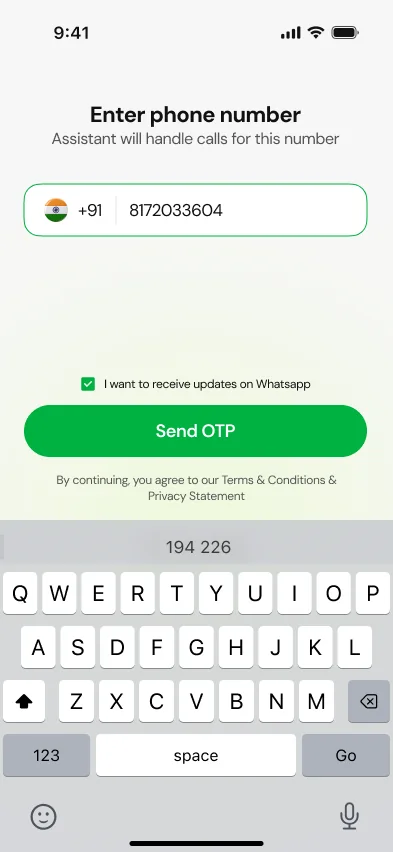 9:41
Enter phone number
Assistant will handle calls for this number
+91 8172033604
I want to receive updates on Whatsapp
Send OTP
By continuing, you agree to our Terms & Conditions &
Privacy Statement
194 226
Q W E R T Y U I O P
A S D F G H J K L
Z X C V B N M
123 space Go